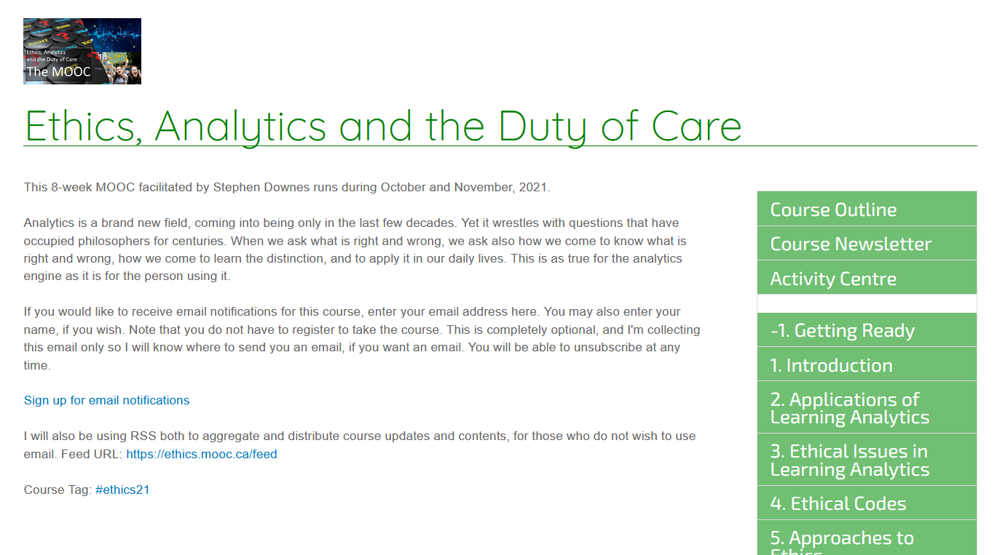 RIGHT
WRONG
RIGHT
Ethics, Analytics
and the Duty of Care
The MOOC
Ethics, Analytics and the Duty of Care
This 8-week MOOC facilitated by Stephen Downes runs during October and November, 2021.
Analytics is a brand new field, coming into being only in the last few decades. Yet it wrestles with questions that have
occupied philosophers for centuries. When we ask what is right and wrong, we ask also how we come to know what is
right and wrong, how we come to learn the distinction, and to apply it in our daily lives. This is as true for the analytics
engine as it is for the person using it.
If you would like to receive email notifications for this course, enter your email address here. You may also enter your
name, if you wish. Note that you do not have to register to take the course. This is completely optional, and I'm collecting
this email only so I will know where to send you an email, if you want an email. You will be able to unsubscribe at any
time.
Sign up for email notifications
I will also be using RSS both to aggregate and distribute course updates and contents, for those who do not wish to use
email. Feed URL: https://ethics.mooc.ca/feed
Course Tag: #ethics21
Course Outline
Course Newsletter
Activity Centre
-1. Getting Ready
1. Introduction
2. Applications of
Learning Analytics
3. Ethical Issues in
Learning Analytics
4. Ethical Codes
5. Approaches to
Ethics